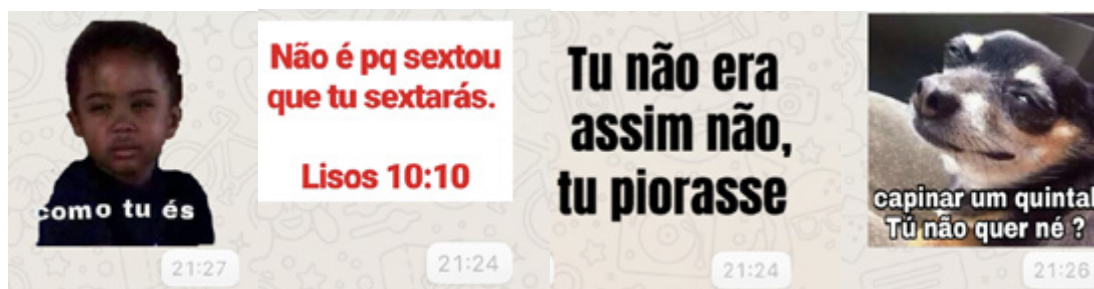 como tu és
21:27
Não é pq sextou
que tu sextarás.
Lisos 10:10
21:24
Tu não era
assim não,
tu piorasse
21:24
capinar um quintal
Tú não quer né ?
21:26